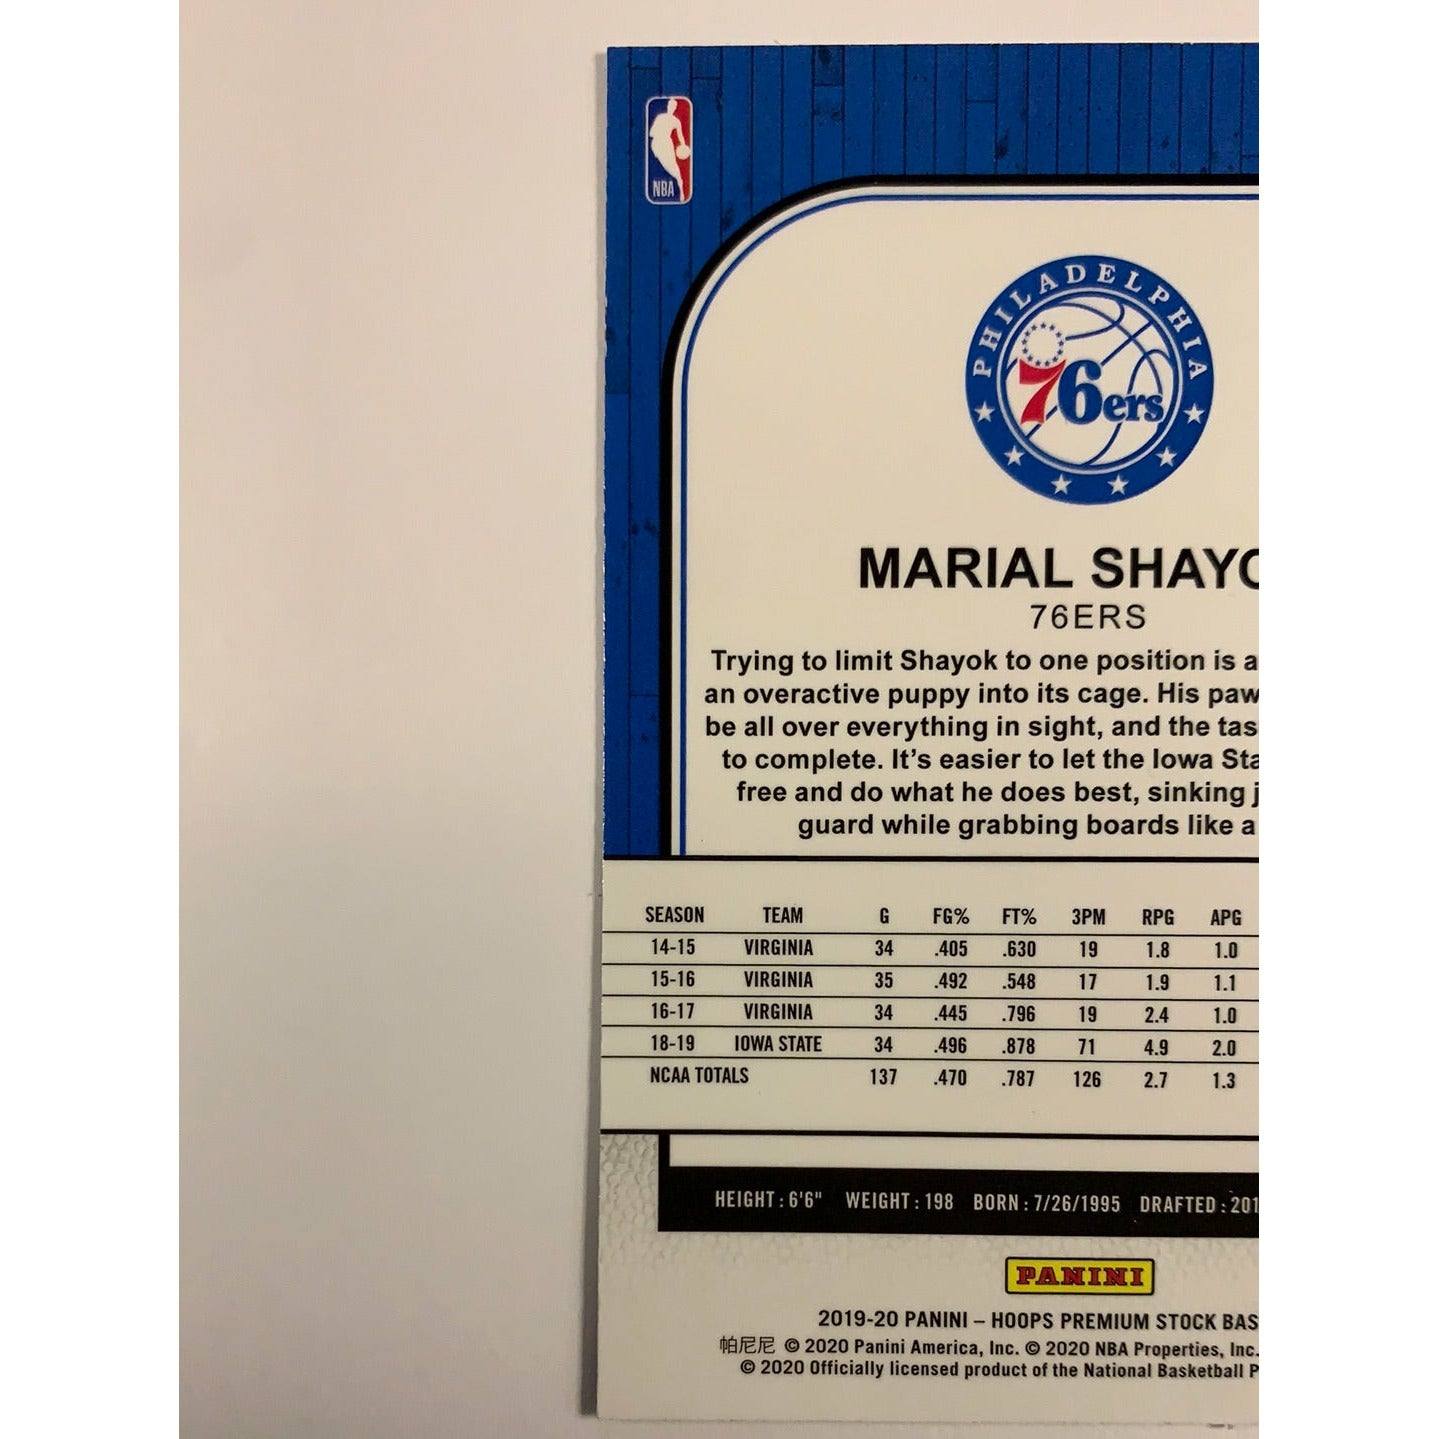 NBA
PHILADELPHIA
76ers
MARIAL SHAYO
76ERS
Trying to limit Shayok to one position is a
an overactive puppy into its cage. His paw
be all over everything in sight, and the tas
to complete. It's easier to let the Iowa Sta
free and do what he does best, sinking j
guard while grabbing boards like a
SEASON TEAM G FG% FT% 3PM RPG APG
14-15 VIRGINIA 34 .405 .630 19 1.8 1.0
15-16 VIRGINIA 35 .492 .548 17 1.9 1.1
16-17 VIRGINIA 34 .445 .796 19 2.4 1.0
18-19 IOWA STATE 34 .496 .878 71 4.9 2.0
NCAA TOTALS 137 .470 .787 126 2.7 1.3
HEIGHT : 6'6" WEIGHT : 198 BORN : 7/26/1995 DRAFTED : 201
PANINI
2019-20 PANINI – HOOPS PREMIUM STOCK BAS
帕尼尼 © 2020 Panini America, Inc. © 2020 NBA Properties, Inc.
© 2020 Officially licensed product of the National Basketball P